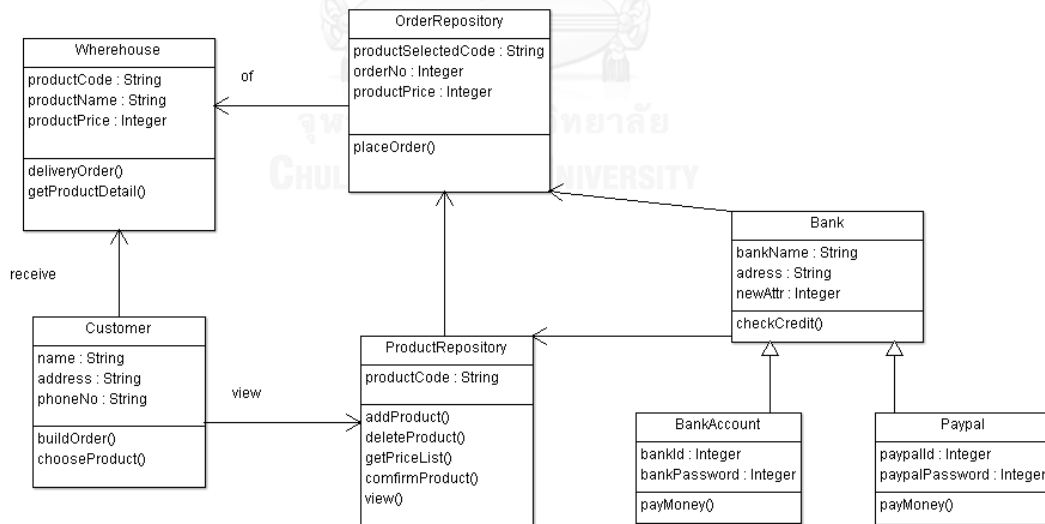 OrderRepository
productSelectedCode : String
orderNo : Integer
productPrice : Integer
placeOrder()
Wherehouse
productCode : String
productName : String
productPrice : Integer
deliveryOrder()
getProductDetail()
of
receive
Customer
name : String
address : String
phoneNo : String
buildOrder()
chooseProduct()
view
ProductRepository
productCode : String
addProduct()
deleteProduct()
getPriceList()
comfirmProduct()
view()
Bank
bankName : String
adress : String
newAttr : Integer
checkCredit()
BankAccount
bankId : Integer
bankPassword : Integer
payMoney()
Paypal
paypalId : Integer
paypalPassword : Integer
payMoney()